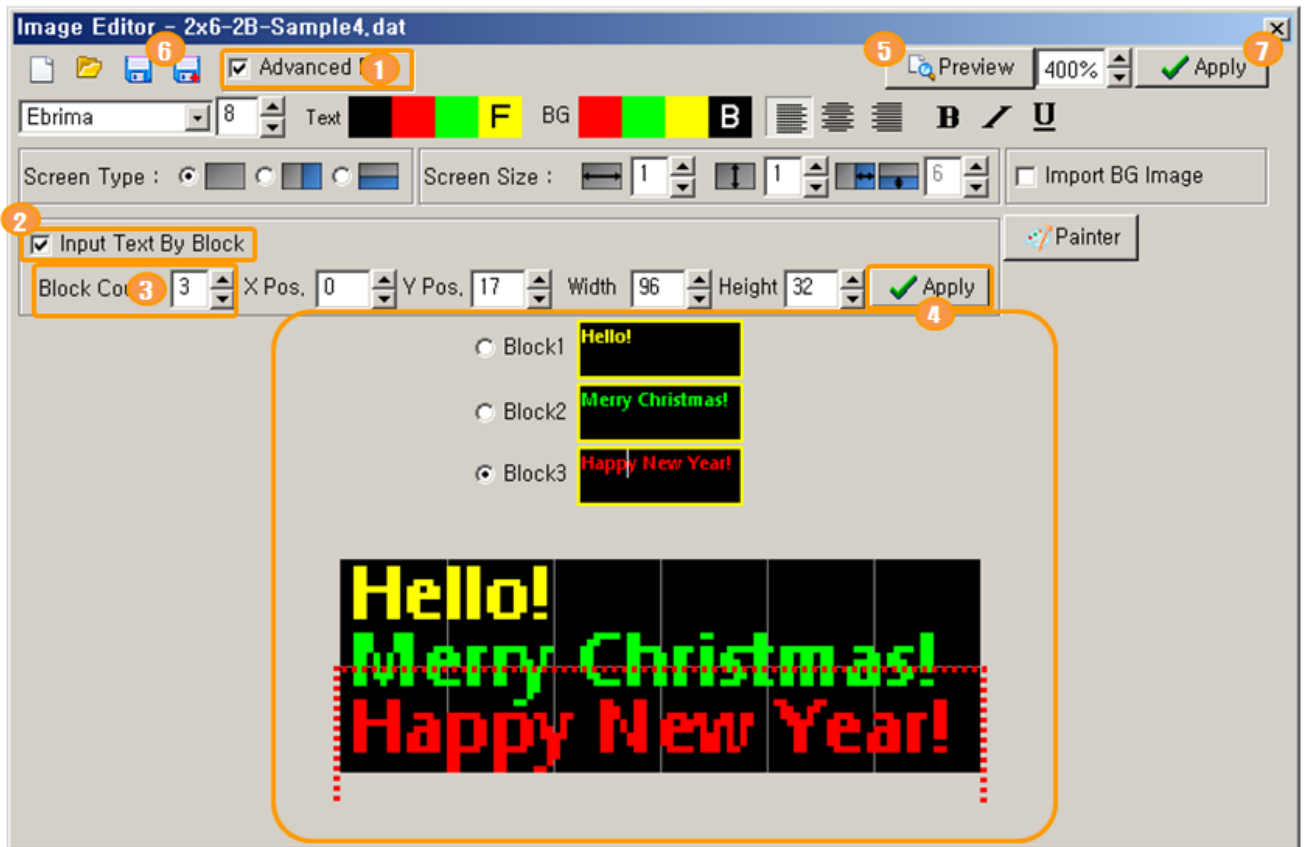 Image Editor - 2x6-2B-Sample4.dat
6
Advanced
1
5
Preview
400%
Apply
7
Ebrima
8
Text
F
BG
B
B
U
Screen Type :
Screen Size :
1
1
6
Import BG Image
2
Input Text By Block
Painter
Block Cou
3
3
X Pos.
0
Y Pos.
17
Width
96
Height
32
Apply
4
Block1
Hello!
Block2
Merry Christmas!
Block3
Happy New Year!
Hello!
Merry Christmas!
Happy New Year!